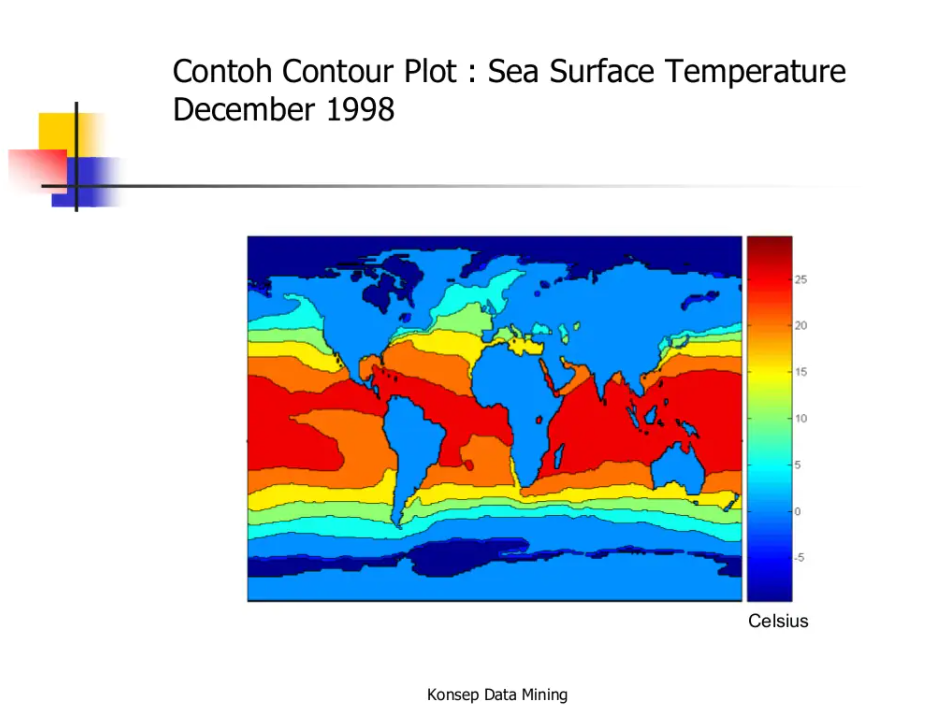 Contoh Contour Plot : Sea Surface Temperature
December 1998
25
20
15
10
5
0
-5
Celsius
Konsep Data Mining